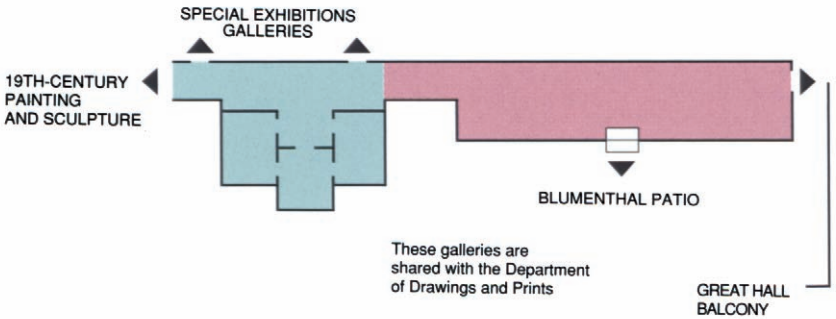 SPECIAL EXHIBITIONS
GALLERIES
19TH-CENTURY
PAINTING
AND SCULPTURE
BLUMENTHAL PATIO
These galleries are
shared with the Department
of Drawings and Prints
GREAT HALL
BALCONY